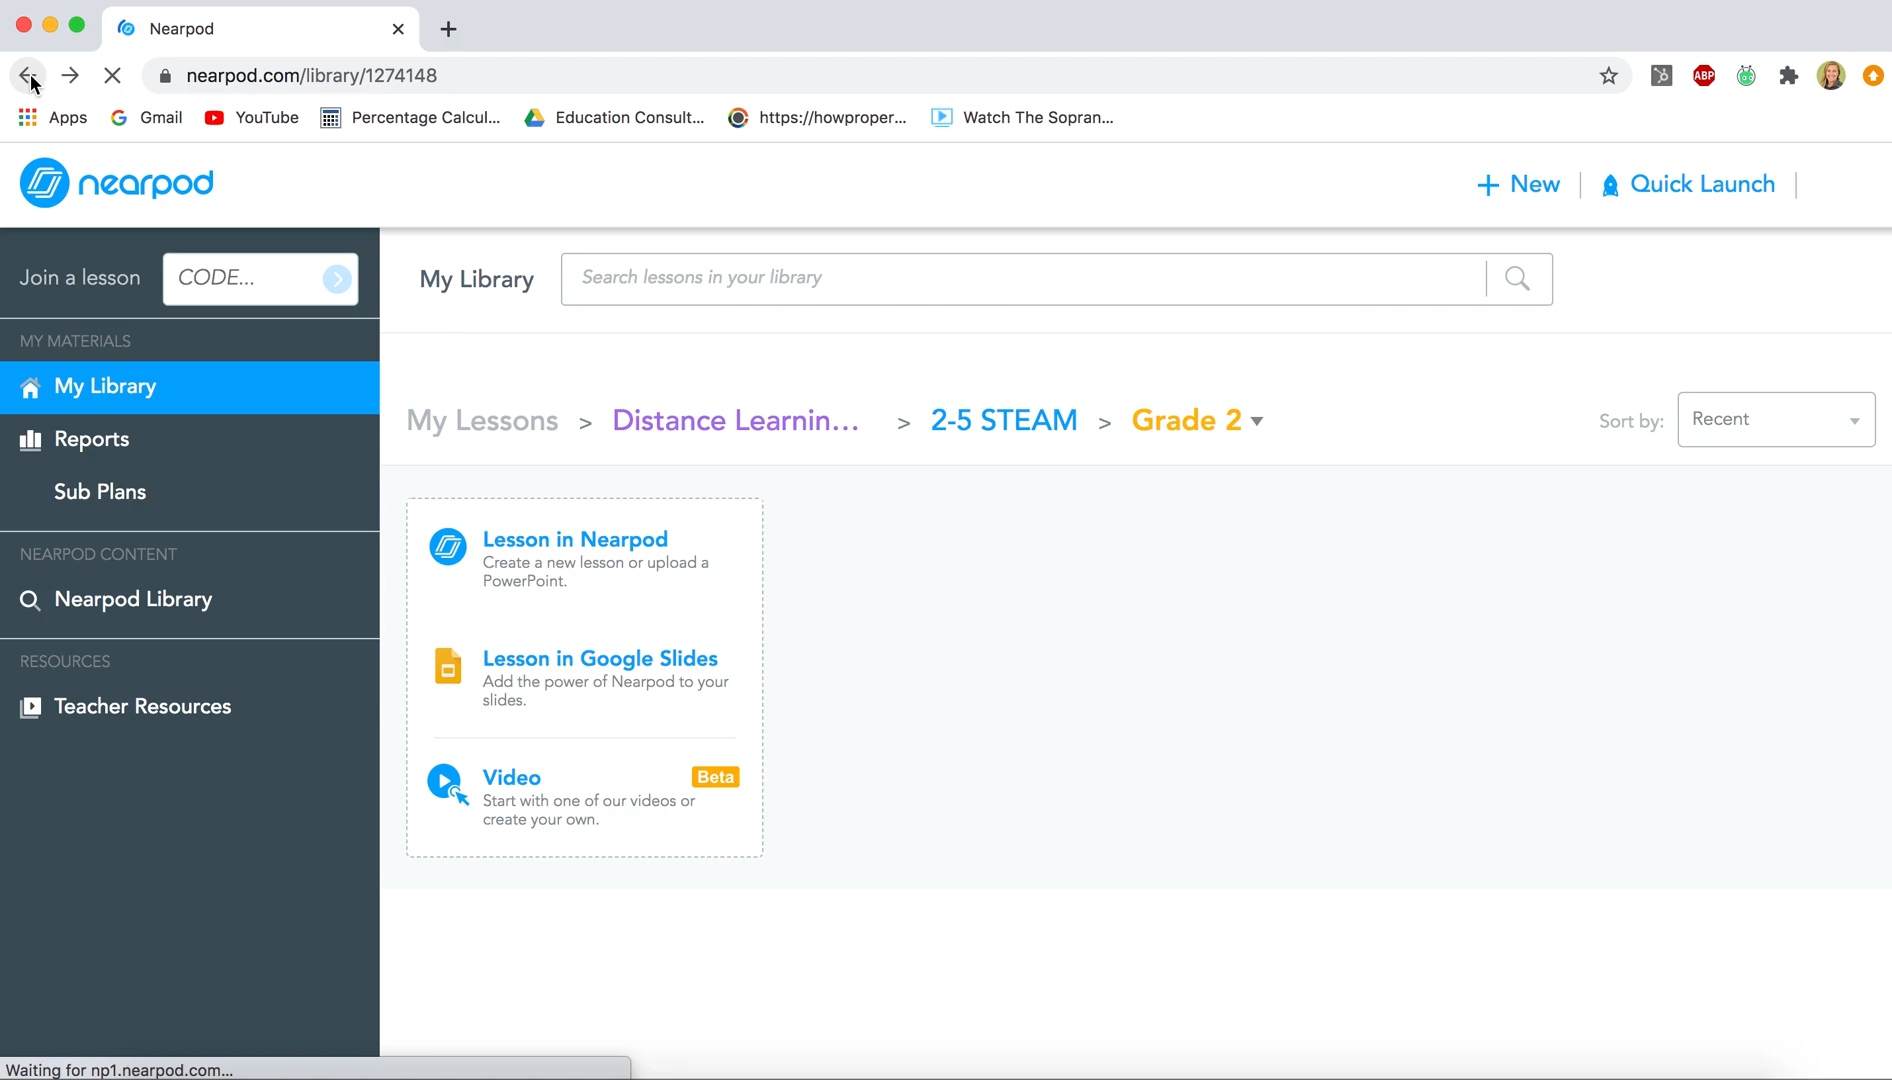 Nearpod
nearpod.com/library/1274148
ABP
Apps
Gmail
YouTube
Percentage Calcul...
Education Consult...
https://howproper...
Watch The Sopran...
nearpod
New
Quick Launch
Join a lesson
CODE...
My Library
Search lessons in your library
MY MATERIALS
My Library
Reports
Sub Plans
NEARPOD CONTENT
Nearpod Library
RESOURCES
Teacher Resources
My Lessons > Distance Learnin... > 2-5 STEAM > Grade 2
Sort by:
Recent
Lesson in Nearpod
Create a new lesson or upload a
PowerPoint.
Lesson in Google Slides
Add the power of Nearpod to your
slides.
Video
Beta
Start with one of our videos or
create your own.
Waiting for np1.nearpod.com...